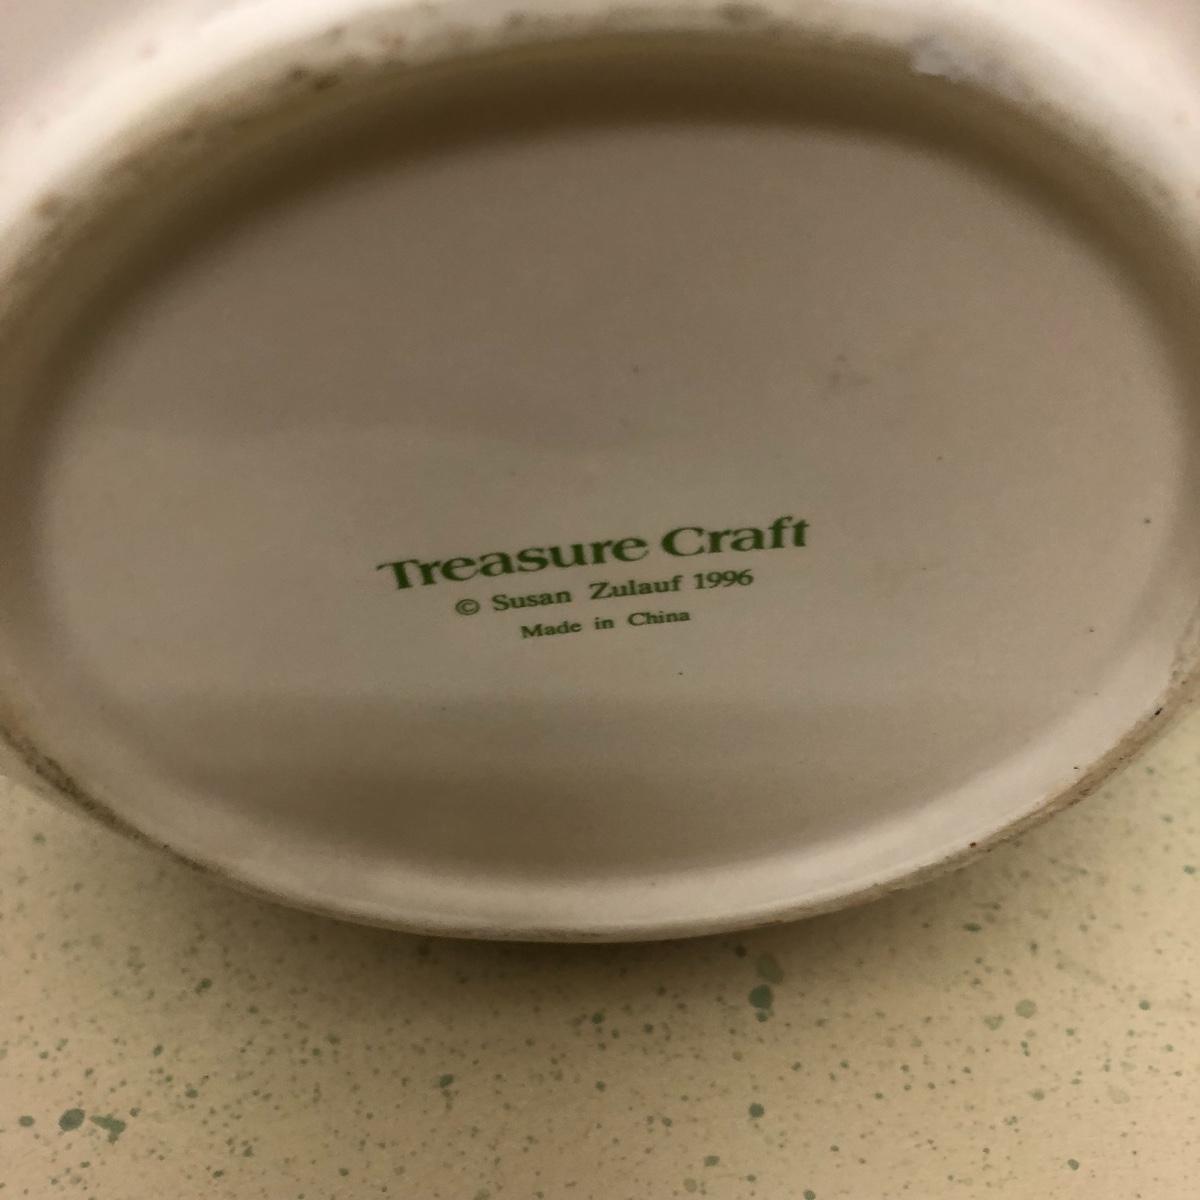 Treasure Craft
© Susan Zulauf 1996
Made in China